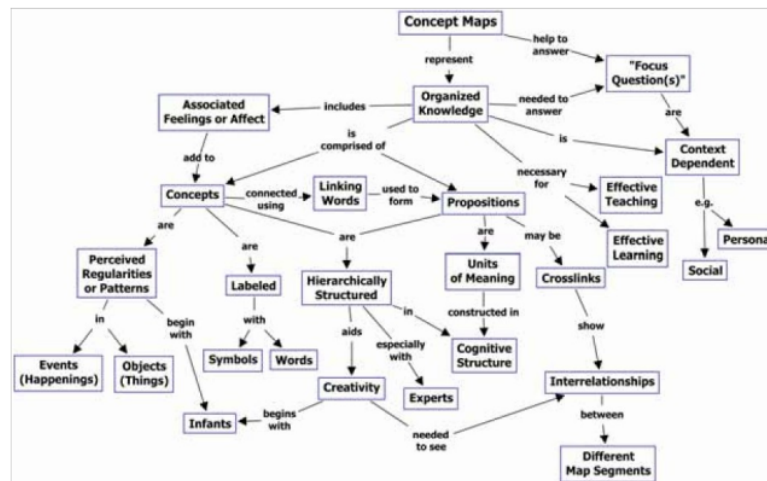 Concept Maps
help to
answer
represent
"Focus
Question(s)"
Associated
Feelings or Affect
includes
Organized
Knowledge
needed to
answer
are
is
comprised of
is
Context
Dependent
add to
necessary
for
Concepts
connected
using
Linking
Words
used to
form
Propositions
Effective
Teaching
e.g.
are
are
are
are
may be
Effective
Learning
Social
Persona
Perceived
Regularities
or Patterns
Labeled
Hierarchically
Structured
Units
of Meaning
Crosslinks
in
begin
with
with
aids
in
especially
with
constructed in
show
Events
(Happenings)
Objects
(Things)
Symbols
Words
Cognitive
Structure
Creativity
Experts
Interrelationships
Infants
begins
with
needed
to see
between
Different
Map Segments